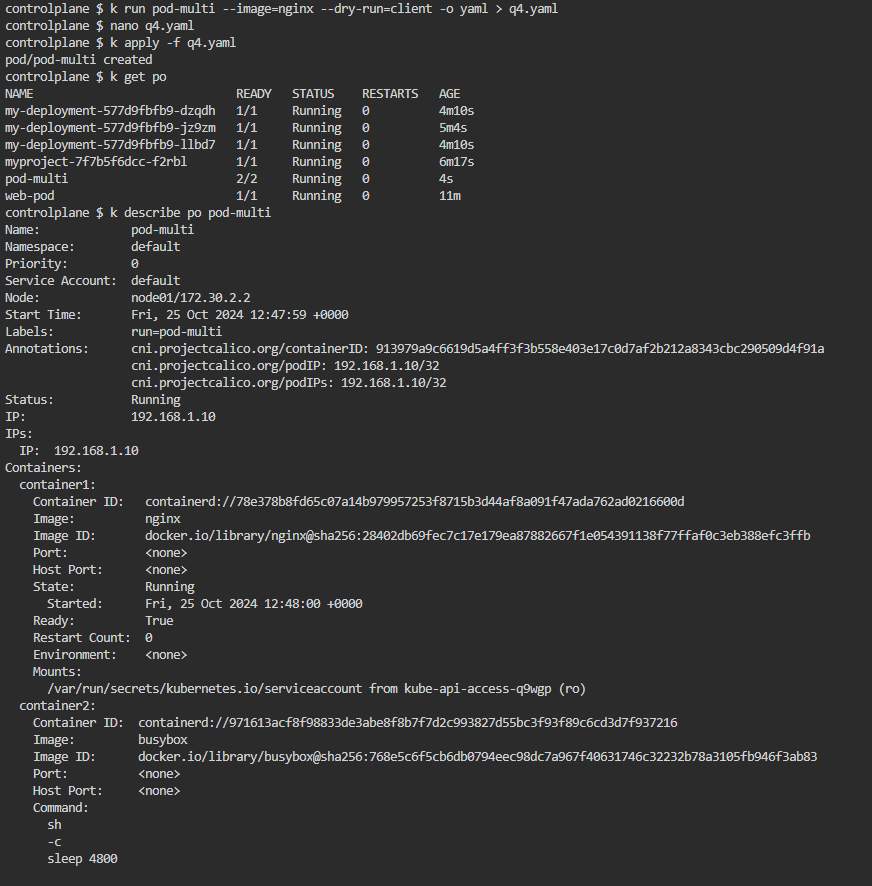 controlplane $ k run pod-multi --image=nginx --dry-run=client -o yaml > q4.yaml
controlplane $ nano q4.yaml
controlplane $ k apply -f q4.yaml
pod/pod-multi created
controlplane $ k get po
NAME                             READY   STATUS    RESTARTS   AGE
my-deployment-577d9fbfb9-dzqdh   1/1     Running   0          4m10s
my-deployment-577d9fbfb9-jz9zm   1/1     Running   0          5m4s
my-deployment-577d9fbfb9-llbd7   1/1     Running   0          4m10s
myproject-7f7b5f6dcc-f2rbl       1/1     Running   0          6m17s
pod-multi                        2/2     Running   0          4s
web-pod                          1/1     Running   0          11m
controlplane $ k describe po pod-multi
Name:             pod-multi
Namespace:        default
Priority:         0
Service Account:  default
Node:             node01/172.30.2.2
Start Time:       Fri, 25 Oct 2024 12:47:59 +0000
Labels:           run=pod-multi
Annotations:      cni.projectcalico.org/containerID: 913979a9c6619d5a4ff3f3b558e403e17c0d7af2b212a8343cbc290509d4f91a
                  cni.projectcalico.org/podIP: 192.168.1.10/32
                  cni.projectcalico.org/podIPs: 192.168.1.10/32
Status:           Running
IP:               192.168.1.10
IPs:
  IP:  192.168.1.10
Containers:
  container1:
    Container ID:   containerd://78e378b8fd65c07a14b979957253f8715b3d44af8a091f47ada762ad0216600d
    Image:          nginx
    Image ID:       docker.io/library/nginx@sha256:28402db69fec7c17e179ea87882667f1e054391138f77ffaf0c3eb388efc3ffb
    Port:           <none>
    Host Port:      <none>
    State:          Running
      Started:      Fri, 25 Oct 2024 12:48:00 +0000
    Ready:          True
    Restart Count:  0
    Environment:    <none>
    Mounts:
      /var/run/secrets/kubernetes.io/serviceaccount from kube-api-access-q9wgp (ro)
  container2:
    Container ID:  containerd://971613acf8f98833de3abe8f8b7f7d2c993827d55bc3f93f89c6cd3d7f937216
    Image:         busybox
    Image ID:      docker.io/library/busybox@sha256:768e5c6f5cb6db0794eec98dc7a967f40631746c32232b78a3105fb946f3ab83
    Port:          <none>
    Host Port:     <none>
    Command:
      sh
      -c
      sleep 4800